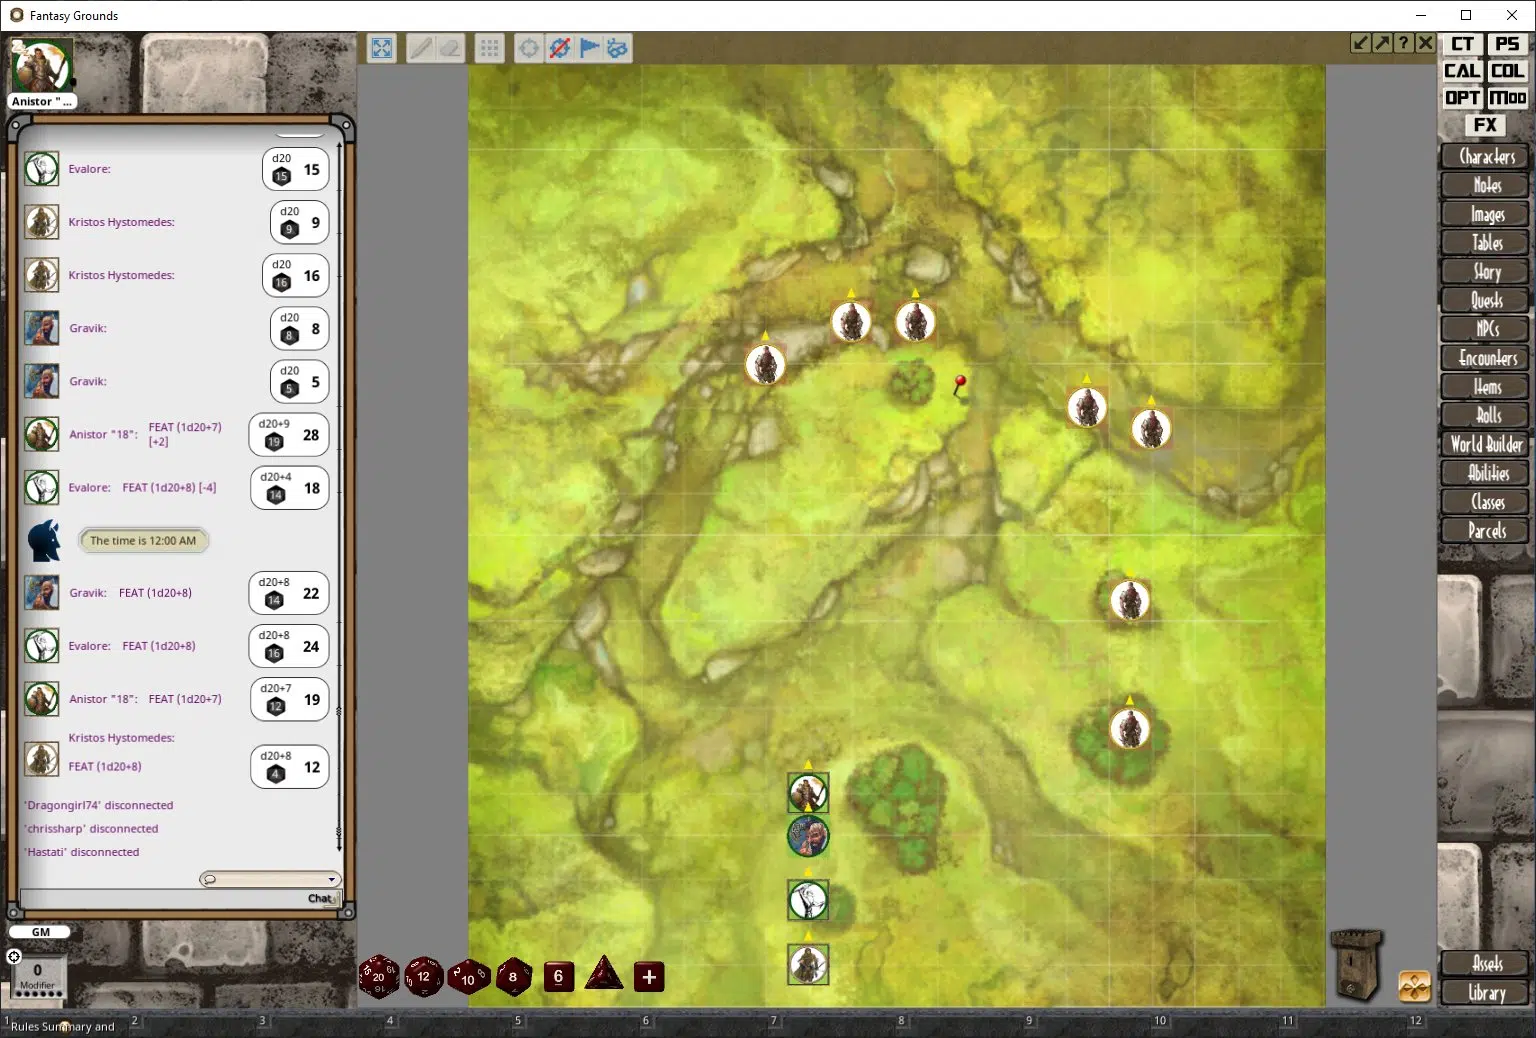 Fantasy Grounds
Anistor " ...
CT PS
CAL COL
OPT Moo
FX
Characters
Notes
Images
Tables
Story
Quests
NPCs
Encounters
Items
Rolls
World Builder
Abilities
Classes
Parcels
Assets
Library
d20
Evalore: 15 15
d20
Kristos Hystomedes: 9 9
d20
Kristos Hystomedes: 16 16
d20
Gravik: 8 8
d20
Gravik: 5 5
Anistor "18": FEAT (1d20+7) d20+9
[+2] 19 28
d20+4
Evalore: FEAT (1d20+8) [-4] 14 18
The time is 12:00 AM
d20+8
Gravik: FEAT (1d20+8) 14 22
d20+8
Evalore: FEAT (1d20+8) 16 24
d20+7
Anistor "18": FEAT (1d20+7) 12 19
Kristos Hystomedes:
d20+8
FEAT (1d20+8) 4 12
'Dragongirl74' disconnected
'chrissharp' disconnected
'Hastati' disconnected
Chat
GM
0
Modifier
20 12 10 8 6 +
1 2 3 4 5 6 7 8 9 10 11 12
Rules Summary and